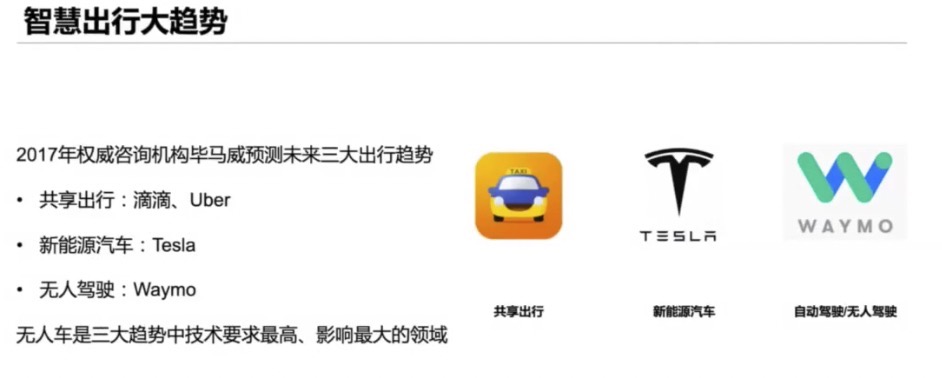 智慧出行大趋势
2017年权威咨询机构毕马威预测未来三大出行趋势
• 共享出行：滴滴、Uber
• 新能源汽车：Tesla
• 无人驾驶：Waymo
无人车是三大趋势中技术要求最高、影响最大的领域
TAXI
TESLA
WAYMO
共享出行
新能源汽车
自动驾驶/无人驾驶